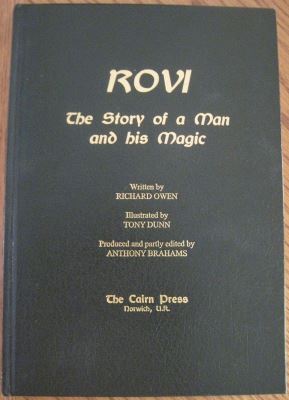 ROVI
The Story of a Man
and his Magic
Written by
RICHARD OWEN
Illustrated by
TONY DUNN
Produced and partly edited by
ANTHONY BRAHAMS
The Cairn Press
Norwich, U.K.